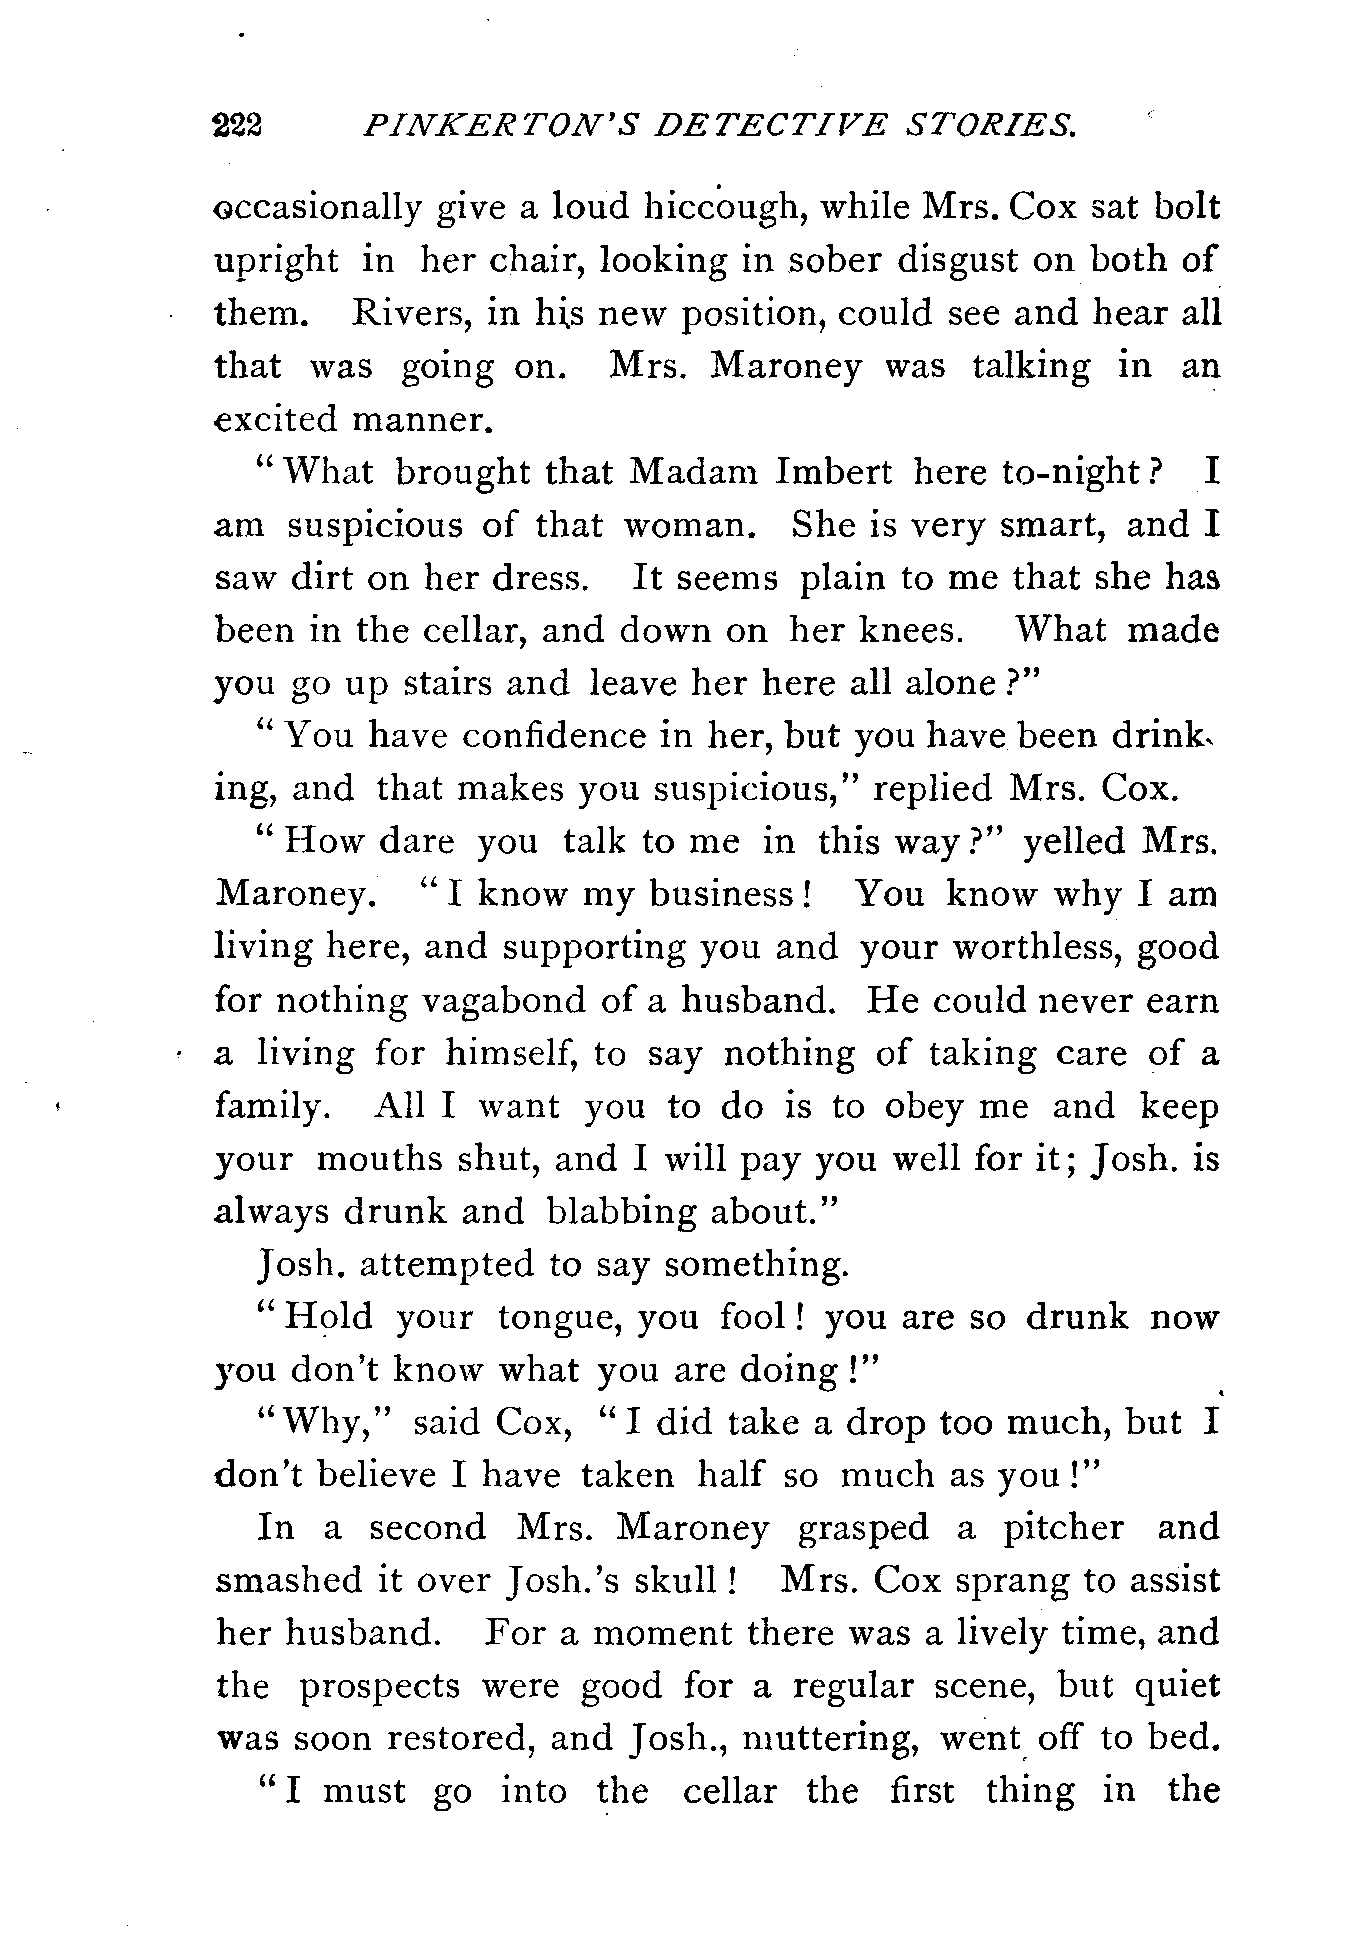 222 PINKERTON'S DETECTIVE STORIES.
occasionally give a loud hiccough, while Mrs. Cox sat bolt
upright in her chair, looking in sober disgust on both of
them. Rivers, in his new position, could see and hear all
that was going on. Mrs. Maroney was talking in an
excited manner.
"What brought that Madam Imbert here to-night? I
am suspicious of that woman. She is very smart, and I
saw dirt on her dress. It seems plain to me that she has
been in the cellar, and down on her knees. What made
you go up stairs and leave her here all alone?"
"You have confidence in her, but you have been drink-
ing, and that makes you suspicious," replied Mrs. Cox.
"How dare you talk to me in this way?" yelled Mrs.
Maroney. "I know my business! You know why I am
living here, and supporting you and your worthless, good
for nothing vagabond of a husband. He could never earn
a living for himself, to say nothing of taking care of a
family. All I want you to do is to obey me and keep
your mouths shut, and I will pay you well for it; Josh. is
always drunk and blabbing about."
Josh. attempted to say something.
"Hold your tongue, you fool! you are so drunk now
you don't know what you are doing!"
"Why," said Cox, "I did take a drop too much, but I
don't believe I have taken half so much as you!"
In a second Mrs. Maroney grasped a pitcher and
smashed it over Josh.'s skull! Mrs. Cox sprang to assist
her husband. For a moment there was a lively time, and
the prospects were good for a regular scene, but quiet
was soon restored, and Josh., muttering, went off to bed.
"I must go into the cellar the first thing in the